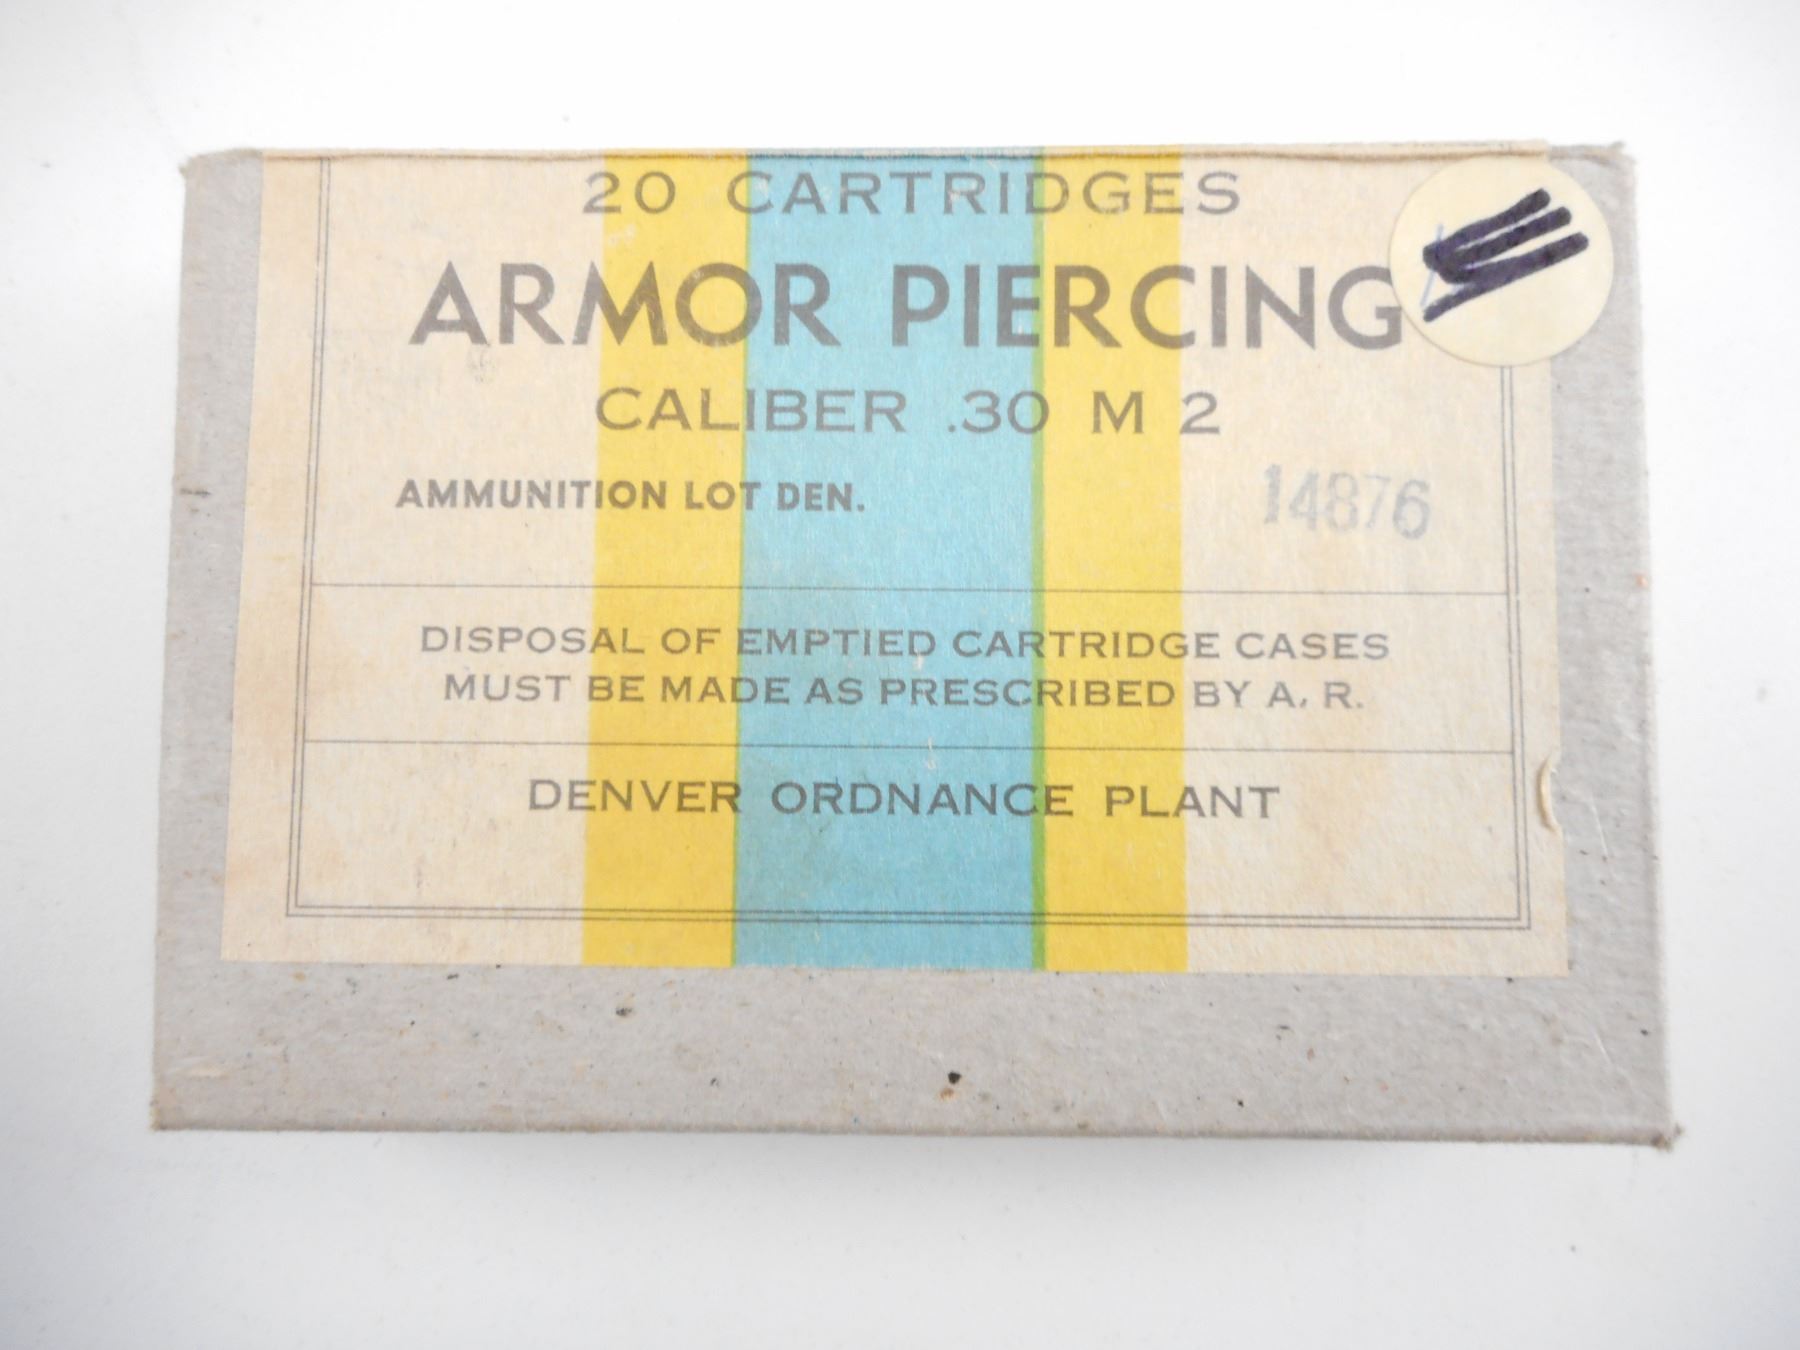 20 CARTRIDGES
ARMOR PIERCING
CALIBER .30 M 2
AMMUNITION LOT DEN. 14876
DISPOSAL OF EMPTIED CARTRIDGE CASES
MUST BE MADE AS PRESCRIBED BY A. R.
DENVER ORDNANCE PLANT